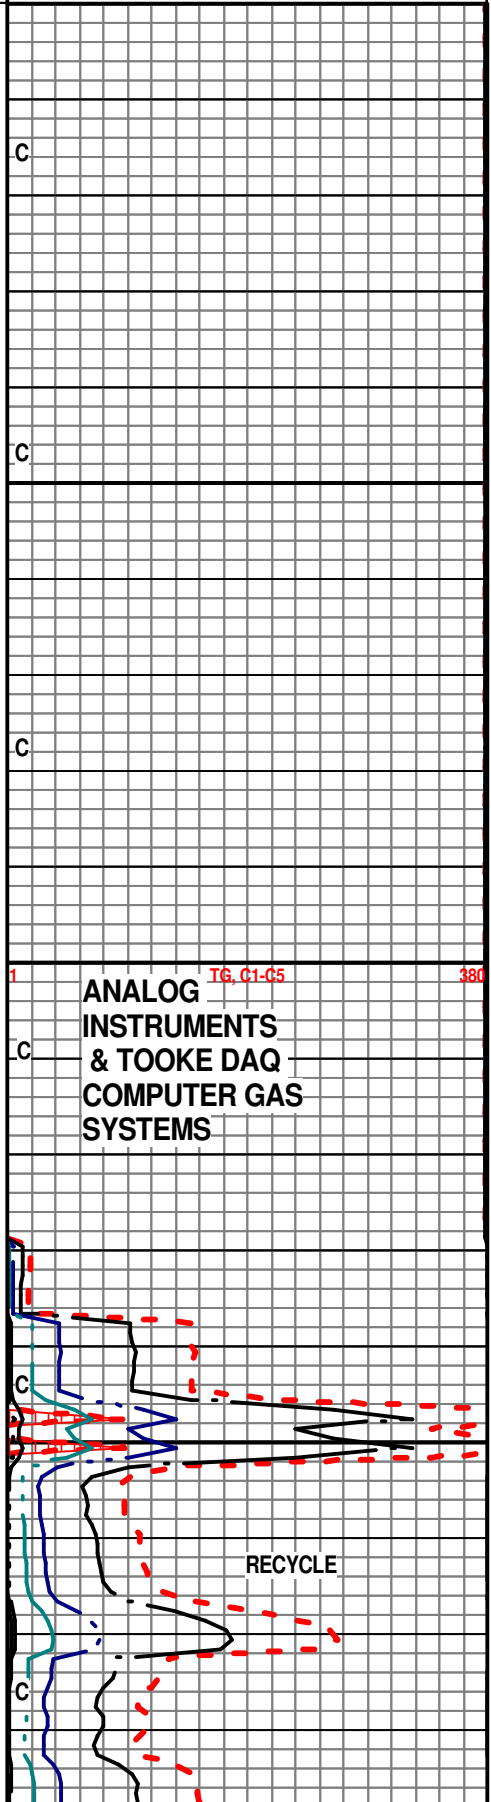 C
C
C
1 TG, C1-C5 380
ANALOG
INSTRUMENTS
& TOOKE DAQ
COMPUTER GAS
SYSTEMS
C
C
RECYCLE
C